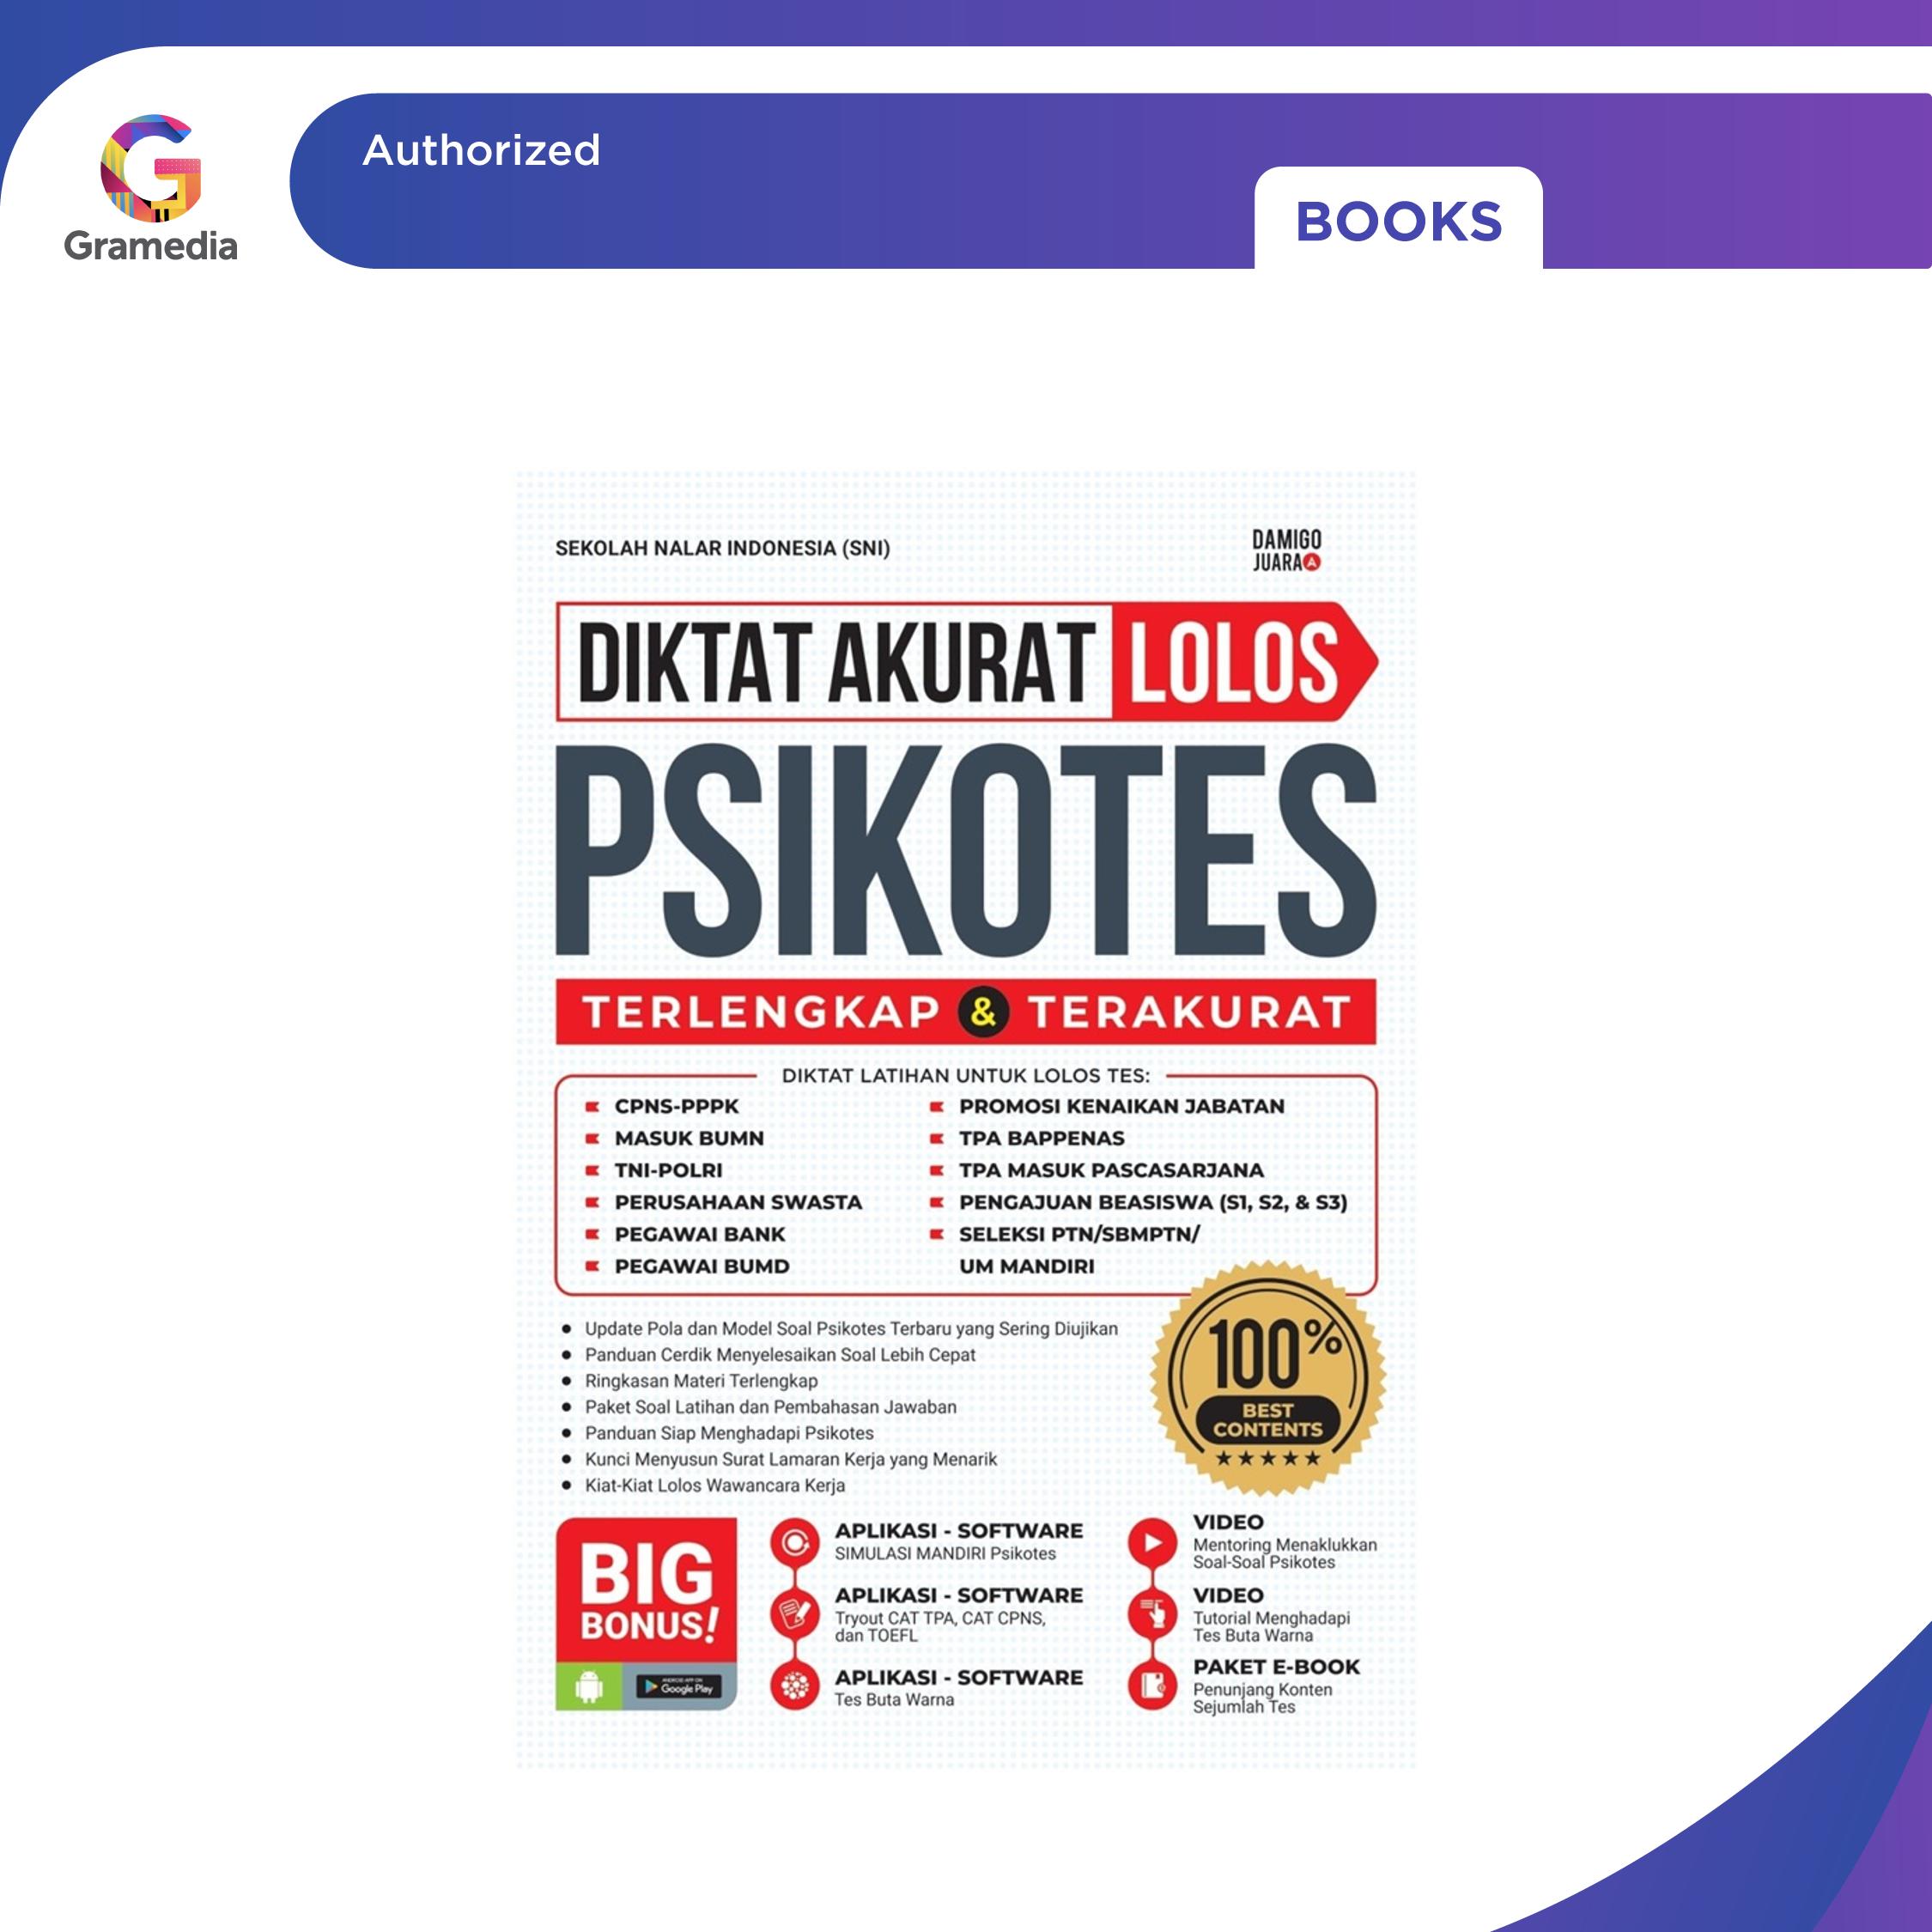 Gramedia
Authorized
BOOKS
SEKOLAH NALAR INDONESIA (SNI)
DAMIGO
JUARA A
DIKTAT AKURAT LOLOS
PSIKOTES
TERLENGKAP & TERAKURAT
DIKTAT LATIHAN UNTUK LOLOS TES:
CPNS-PPPK
MASUK BUMN
TNI-POLRI
PERUSAHAAN SWASTA
PEGAWAI BANK
PEGAWAI BUMD
PROMOSI KENAIKAN JABATAN
TPA BAPPENAS
TPA MASUK PASCASARJANA
PENGAJUAN BEASISWA (S1, S2, & S3)
SELEKSI PTN/SBMPTN/
UM MANDIRI
• Update Pola dan Model Soal Psikotes Terbaru yang Sering Diujikan
• Panduan Cerdik Menyelesaikan Soal Lebih Cepat
• Ringkasan Materi Terlengkap
• Paket Soal Latihan dan Pembahasan Jawaban
• Panduan Siap Menghadapi Psikotes
• Kunci Menyusun Surat Lamaran Kerja yang Menarik
• Kiat-Kiat Lolos Wawancara Kerja
100%
BEST
CONTENTS
BIG
BONUS!
ANDROID APP ON
Google Play
APLIKASI - SOFTWARE
SIMULASI MANDIRI Psikotes
APLIKASI - SOFTWARE
Tryout CAT TPA, CAT CPNS,
dan TOEFL
APLIKASI - SOFTWARE
Tes Buta Warna
VIDEO
Mentoring Menaklukkan
Soal-Soal Psikotes
VIDEO
Tutorial Menghadapi
Tes Buta Warna
PAKET E-BOOK
Penunjang Konten
Sejumlah Tes